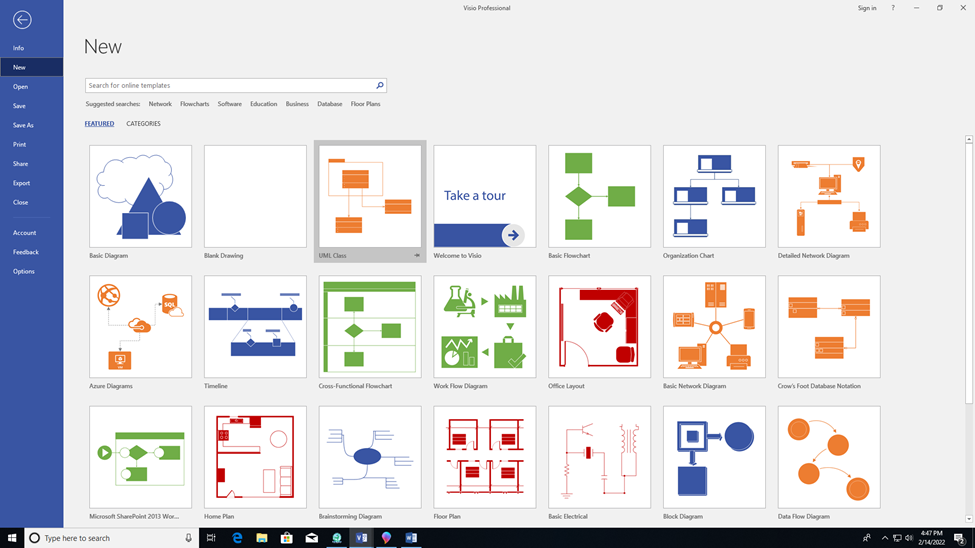 Visio Professional
Sign in ?
Info
New
Open
Save
Save As
Print
Share
Export
Close
Account
Feedback
Options
New
Search for online templates
Suggested searches: Network Flowcharts Software Education Business Database Floor Plans
FEATURED CATEGORIES
Take a tour
Basic Diagram Blank Drawing UML Class Welcome to Visio Basic Flowchart Organization Chart Detailed Network Diagram
SQL
Azure Diagrams Timeline Cross-Functional Flowchart Work Flow Diagram Office Layout Basic Network Diagram Crow's Foot Database Notation
Microsoft SharePoint 2013 Wor... Home Plan Brainstorming Diagram Floor Plan Basic Electrical Block Diagram Data Flow Diagram
Type here to search
4:47 PM
2/14/2022
2